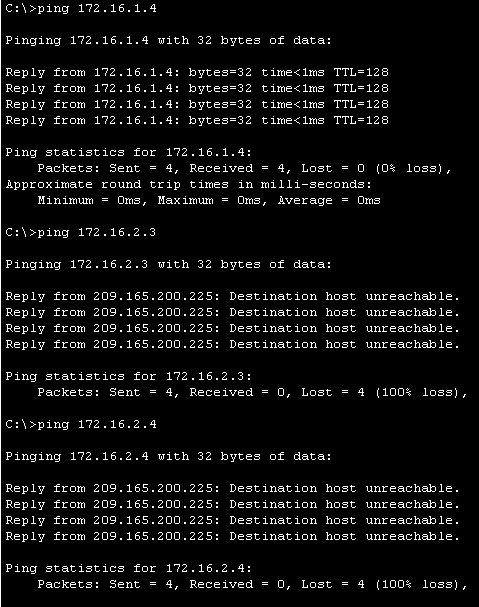 C:\>ping 172.16.1.4
Pinging 172.16.1.4 with 32 bytes of data:
Reply from 172.16.1.4: bytes=32 time<1ms TTL=128
Reply from 172.16.1.4: bytes=32 time<1ms TTL=128
Reply from 172.16.1.4: bytes=32 time<1ms TTL=128
Reply from 172.16.1.4: bytes=32 time<1ms TTL=128
Ping statistics for 172.16.1.4:
    Packets: Sent = 4, Received = 4, Lost = 0 (0% loss),
Approximate round trip times in milli-seconds:
    Minimum = 0ms, Maximum = 0ms, Average = 0ms
C:\>ping 172.16.2.3
Pinging 172.16.2.3 with 32 bytes of data:
Reply from 209.165.200.225: Destination host unreachable.
Reply from 209.165.200.225: Destination host unreachable.
Reply from 209.165.200.225: Destination host unreachable.
Reply from 209.165.200.225: Destination host unreachable.
Ping statistics for 172.16.2.3:
    Packets: Sent = 4, Received = 0, Lost = 4 (100% loss),
C:\>ping 172.16.2.4
Pinging 172.16.2.4 with 32 bytes of data:
Reply from 209.165.200.225: Destination host unreachable.
Reply from 209.165.200.225: Destination host unreachable.
Reply from 209.165.200.225: Destination host unreachable.
Reply from 209.165.200.225: Destination host unreachable.
Ping statistics for 172.16.2.4:
    Packets: Sent = 4, Received = 0, Lost = 4 (100% loss),